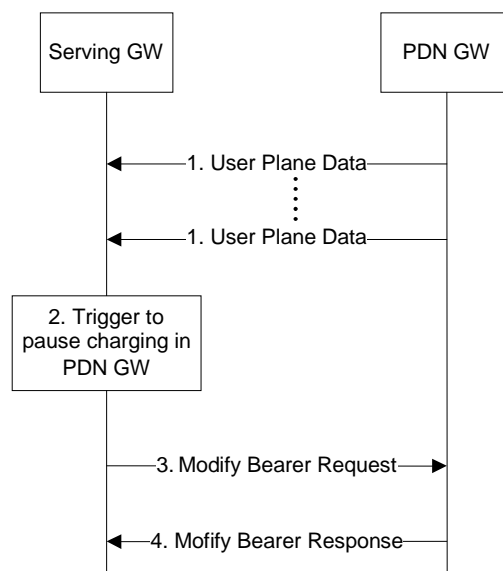 Serving GW
PDN GW
1. User Plane Data
1. User Plane Data
2. Trigger to
pause charging in
PDN GW
3. Modify Bearer Request
4. Mofify Bearer Response